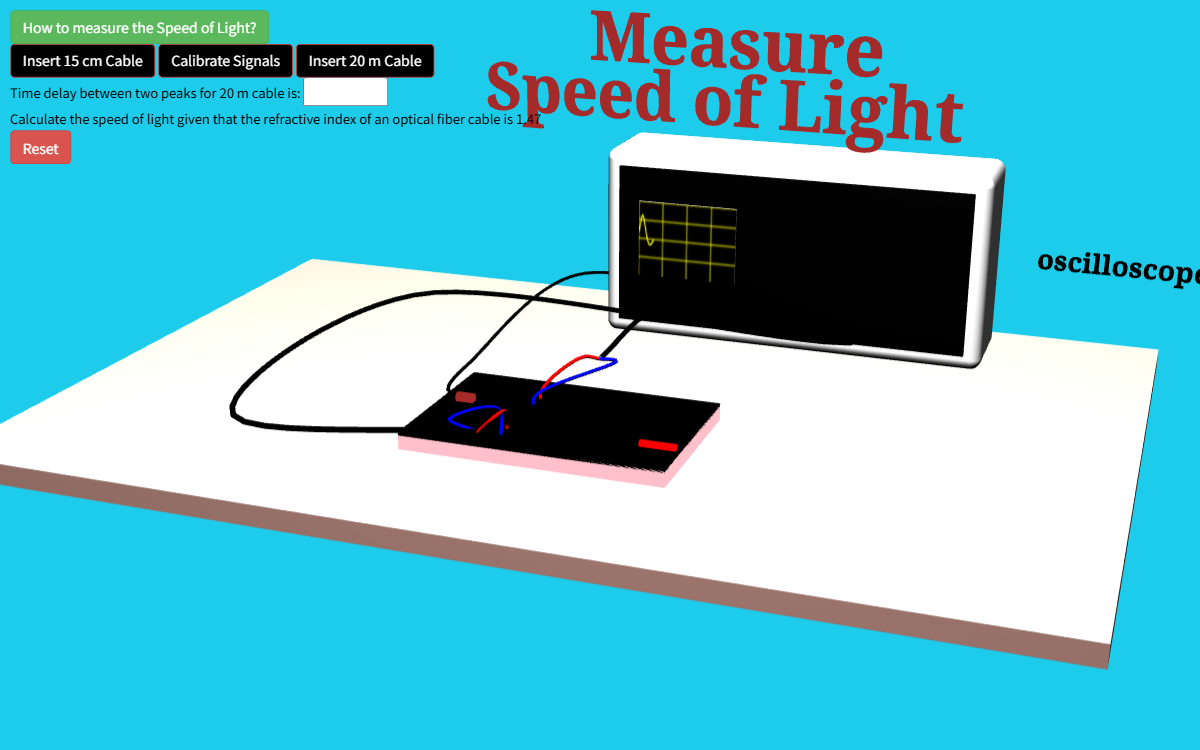 How to measure the Speed of Light?
Insert 15 cm Cable Calibrate Signals Insert 20 m Cable
Time delay between two peaks for 20 m cable is:
Calculate the speed of light given that the refractive index of an optical fiber cable is 1.47
Reset
Measure
Speed of Light
oscilloscope